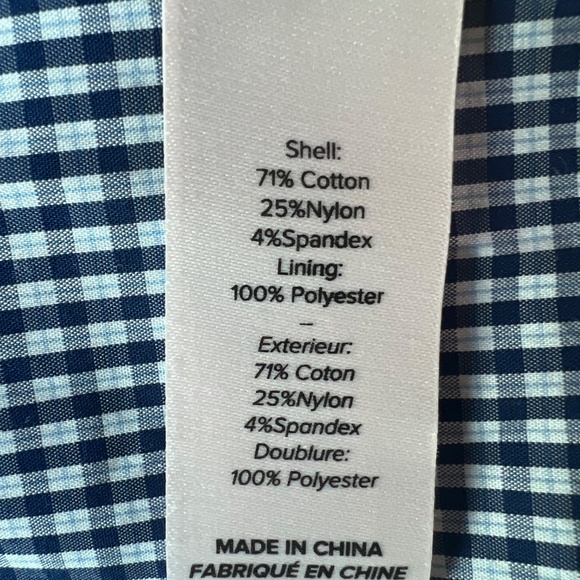 Shell:
71% Cotton
25%Nylon
4%Spandex
Lining:
100% Polyester
–
Exterieur:
71% Coton
25%Nylon
4%Spandex
Doublure:
100% Polyester
MADE IN CHINA
FABRIQUÉ EN CHINE